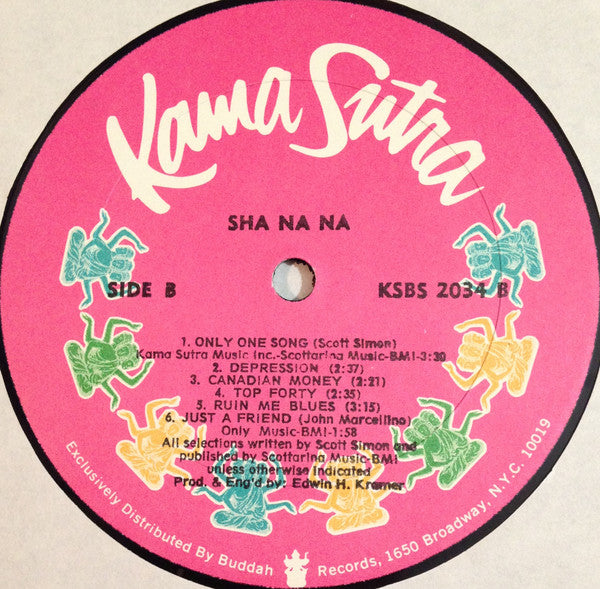 Kama Sutra
SHA NA NA
SIDE B
KSBS 2034 B
1. ONLY ONE SONG (Scott Simon)
Kama Sutra Music Inc.-Scottarina Music-BMI-3:30
2. DEPRESSION (2:37)
3. CANADIAN MONEY (2:21)
4. TOP FORTY (2:35)
5. RUIN ME BLUES (3:15)
6. JUST A FRIEND (John Marcellino)
Only Music-BMI-1:58
All selections written by Scott Simon and
published by Scottarina Music-BMI
unless otherwise indicated
Prod. & Eng'd by: Edwin H. Kramer
Exclusively Distributed By Buddah Records, 1650 Broadway, N.Y.C. 10019